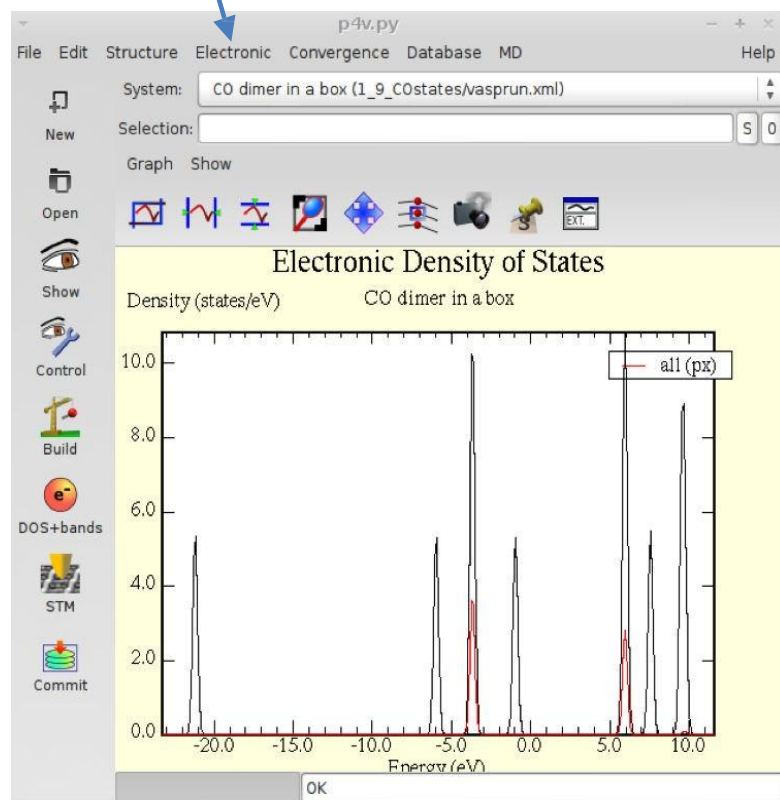 p4v.py
File Edit Structure Electronic Convergence Database MD Help
System: CO dimer in a box (1_9_COstates/vasprun.xml)
New
Selection: S 0
Graph Show
Open
EXT.
Show
Control
Build
DOS+bands
STM
Commit
Electronic Density of States
Density (states/eV) CO dimer in a box
all (px)
10.0
8.0
6.0
4.0
2.0
0.0
-20.0 -15.0 -10.0 -5.0 0.0 5.0 10.0
Energy (eV)
OK